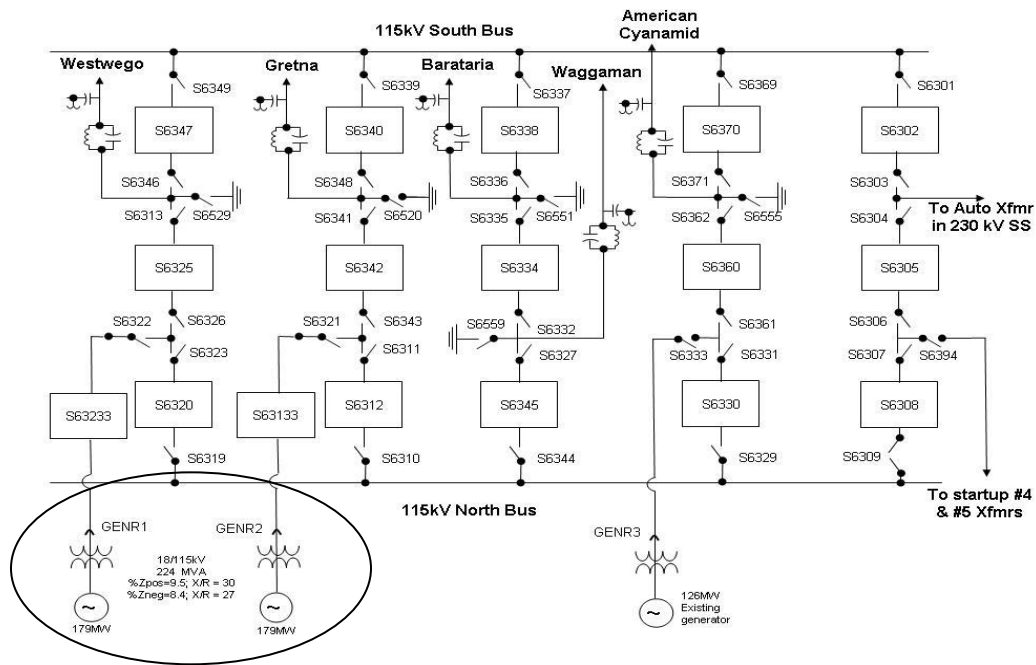 115kV South Bus
American
Cyanamid
Westwego
Gretna
Barataria
Waggaman
S6349
S6339
S6337
S6369
S6301
S6347
S6340
S6338
S6370
S6302
S6346
S6348
S6336
S6371
S6303
S6313
S6529
S6341
S6520
S6335
S6551
S6362
S6555
S6304
To Auto Xfmr
in 230 kV SS
S6325
S6342
S6334
S6360
S6305
S6322
S6326
S6321
S6343
S6559
S6332
S6361
S6306
S6323
S6311
S6327
S6333
S6331
S6307
S6394
S63233
S6320
S63133
S6312
S6345
S6330
S6308
S6319
S6310
S6344
S6329
S6309
115kV North Bus
To startup #4
& #5 Xfmrs
GENR1
GENR2
GENR3
18/115kV
224 MVA
%Zpos=9.5; X/R = 30
%Zneg=8.4; X/R = 27
~
179MW
~
179MW
~
126MW
Existing
generator